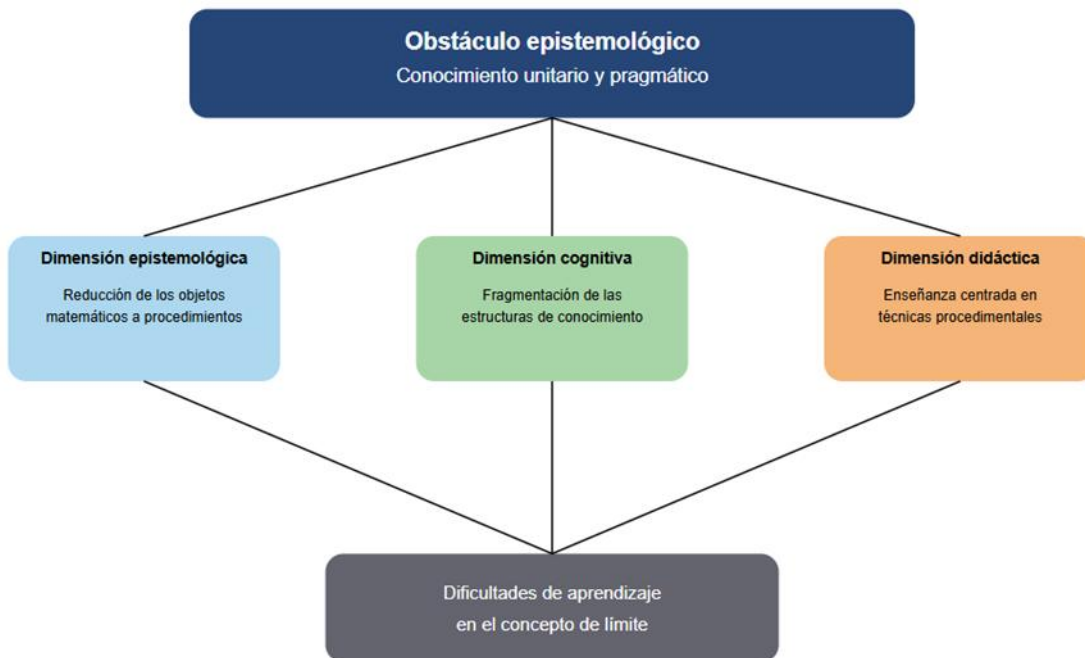 Obstáculo epistemológico
Conocimiento unitario y pragmático
Dimensión epistemológica
Reducción de los objetos
matemáticos a procedimientos
Dimensión cognitiva
Fragmentación de las
estructuras de conocimiento
Dimensión didáctica
Enseñanza centrada en
técnicas procedimentales
Dificultades de aprendizaje
en el concepto de límite